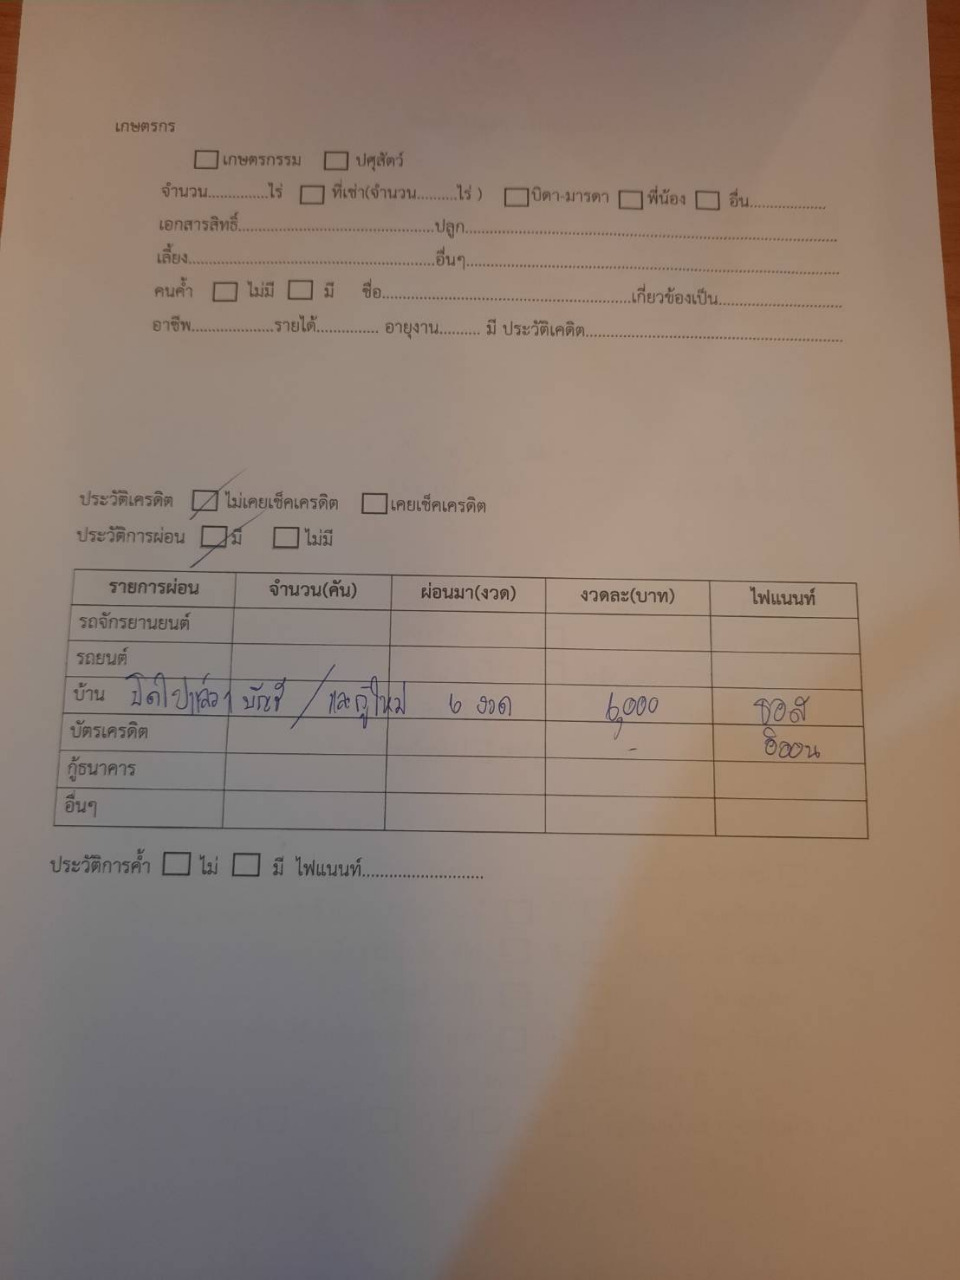 เกษตรกร
เกษตรกรรม ปศุสัตว์
จำนวน..............ไร่ ที่เช่า(จำนวน.........ไร่ ) บิดา-มารดา พี่น้อง อื่น..................
เอกสารสิทธิ์.............................................ปลูก.....................................................................................
เลี้ยง.........................................................อื่นๆ.....................................................................................
คนค้ำ ไม่มี มี ชื่อ.........................................................เกี่ยวข้องเป็น............................
อาชีพ...................รายได้.............. อายุงาน.......... มี ประวัติเคดิต............................................................
ประวัติเครดิต ไม่เคยเช็คเครดิต เคยเช็คเครดิต
ประวัติการผ่อน มี ไม่มี
รายการผ่อน จำนวน(คัน) ผ่อนมา(งวด) งวดละ(บาท) ไฟแนนท์
รถจักรยานยนต์
รถยนต์
บ้าน ปิดไปแล้ว 1 บัญชี / และกู้ใหม่ 6 งวด 6,000 ธอส
บัตรเครดิต - อิออน
กู้ธนาคาร
อื่นๆ
ประวัติการค้ำ ไม่ มี ไฟแนนท์...........................